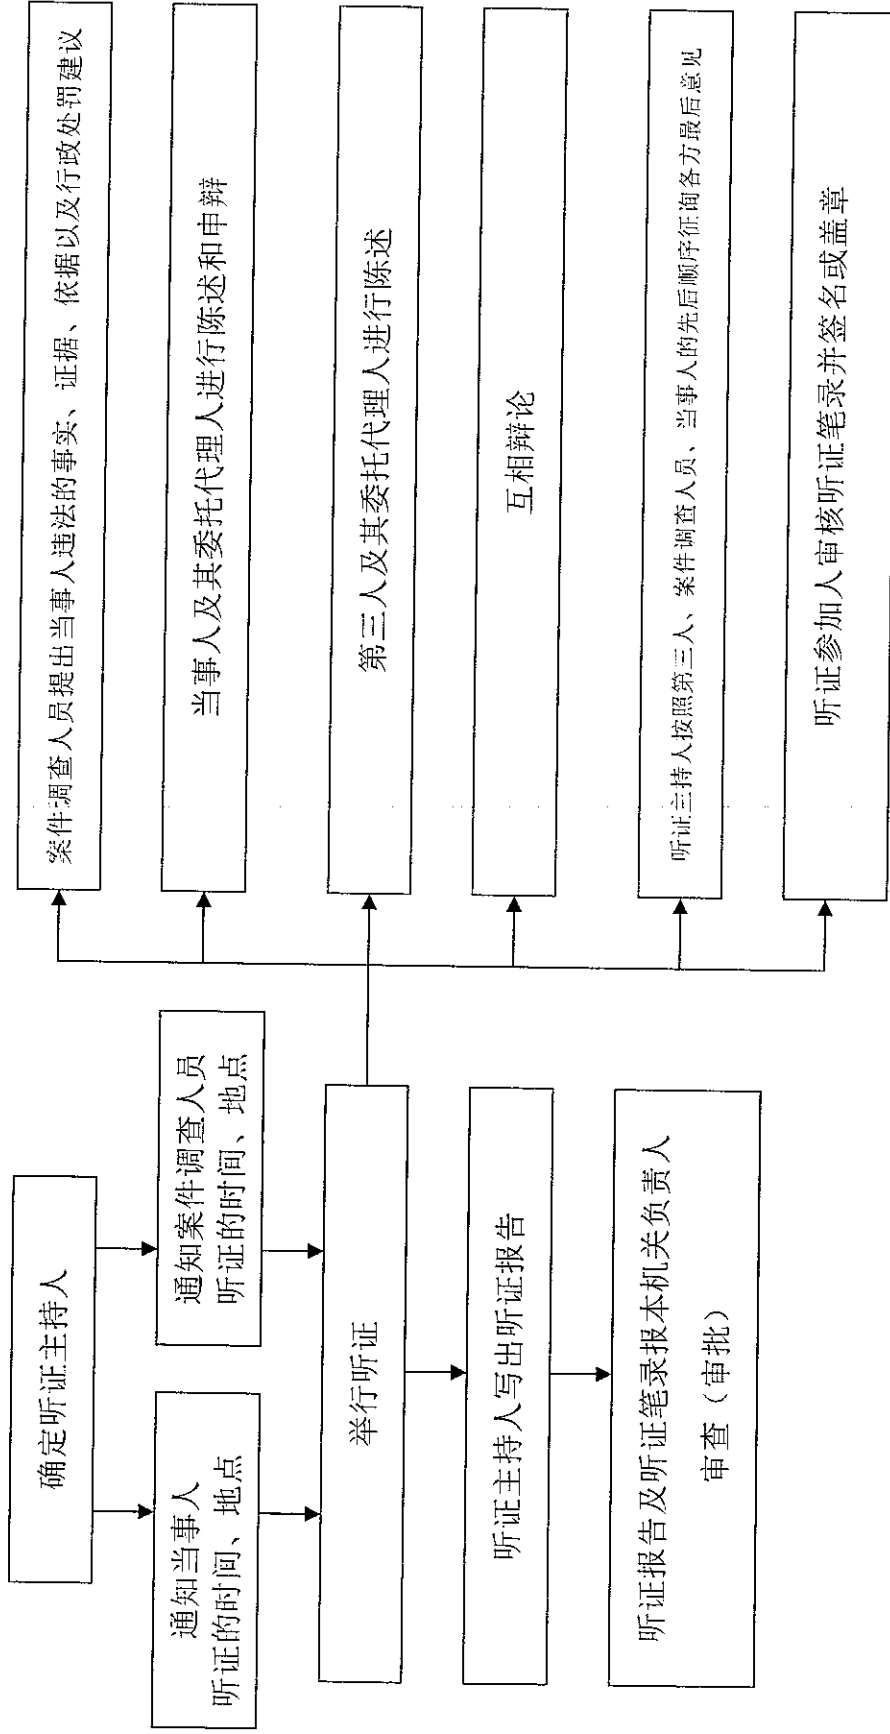 确定听证主持人
通知当事人
听证的时间、地点
通知案件调查人员
听证的时间、地点
举行听证
听证主持人写出听证报告
听证报告及听证笔录报本机关负责人
审查（审批）
案件调查人员提出当事人违法的事实、证据、依据以及行政处罚建议
当事人及其委托代理人进行陈述和申辩
第三人及其委托代理人进行陈述
互相辩论
听证主持人按照第三人、案件调查人员、当事人的先后顺序征询各方最后意见
听证参加人审核听证笔录并签名或盖章